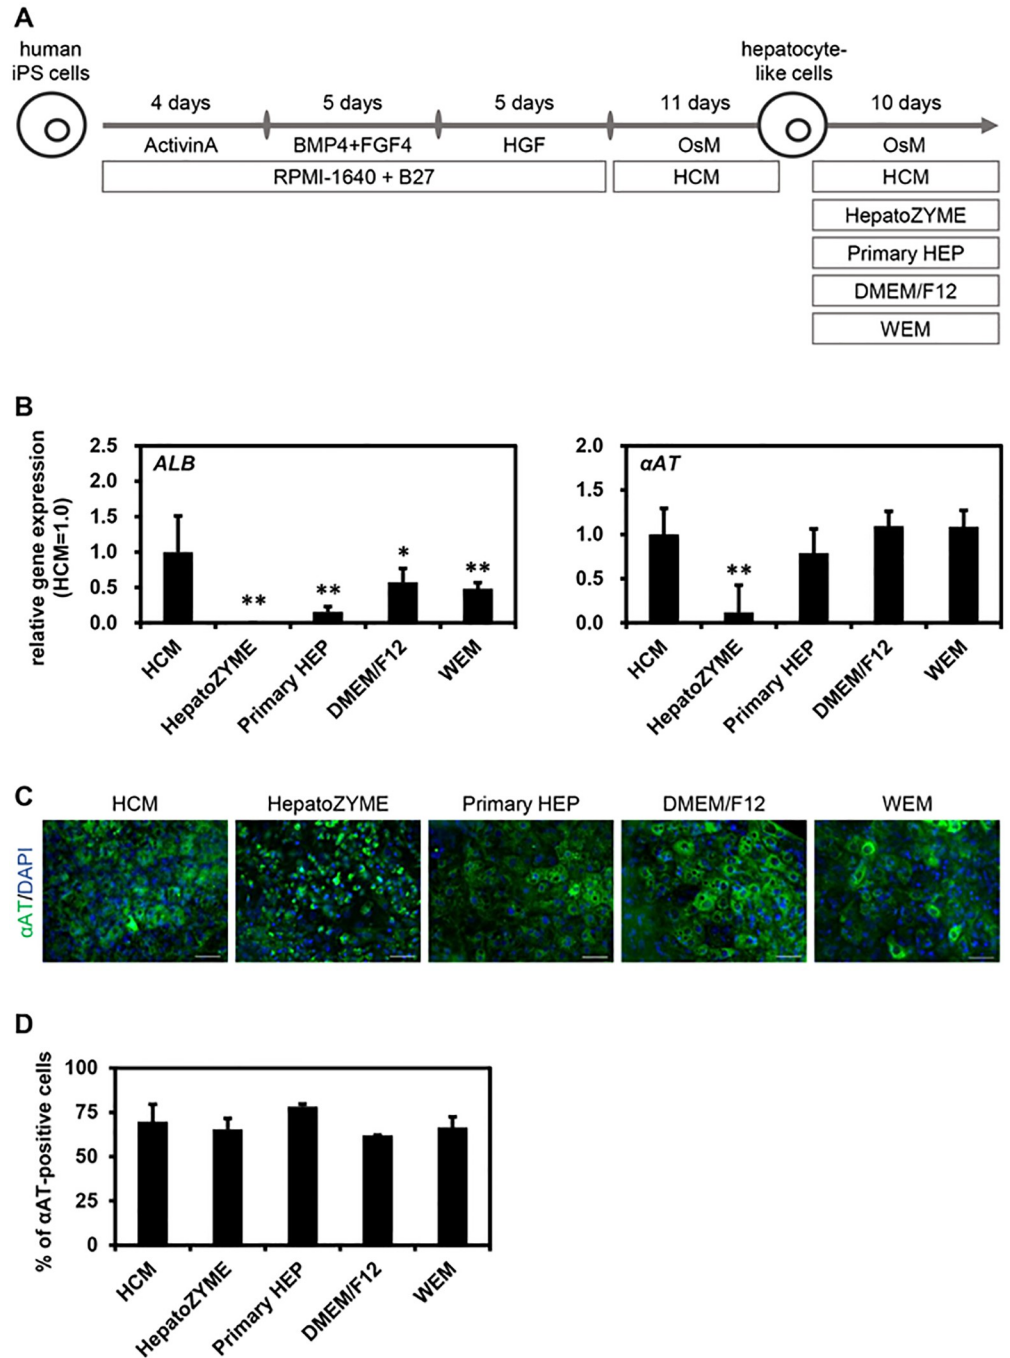 A
human
iPS cells
hepatocyte-
like cells
4 days
5 days
5 days
11 days
10 days
ActivinA
BMP4+FGF4
HGF
OsM
OsM
RPMI-1640 + B27
HCM
HCM
HepatoZYME
Primary HEP
DMEM/F12
WEM
B
relative gene expression
(HCM=1.0)
2.5
2.0
1.5
1.0
0.5
0.0
ALB
**
**
*
**
HCM
HepatoZYME
Primary HEP
DMEM/F12
WEM
2.0
1.5
1.0
0.5
0.0
αAT
**
HCM
HepatoZYME
Primary HEP
DMEM/F12
WEM
C
HCM
HepatoZYME
Primary HEP
DMEM/F12
WEM
αAT/DAPI
D
% of αAT-positive cells
100
75
50
25
0
HCM
HepatoZYME
Primary HEP
DMEM/F12
WEM